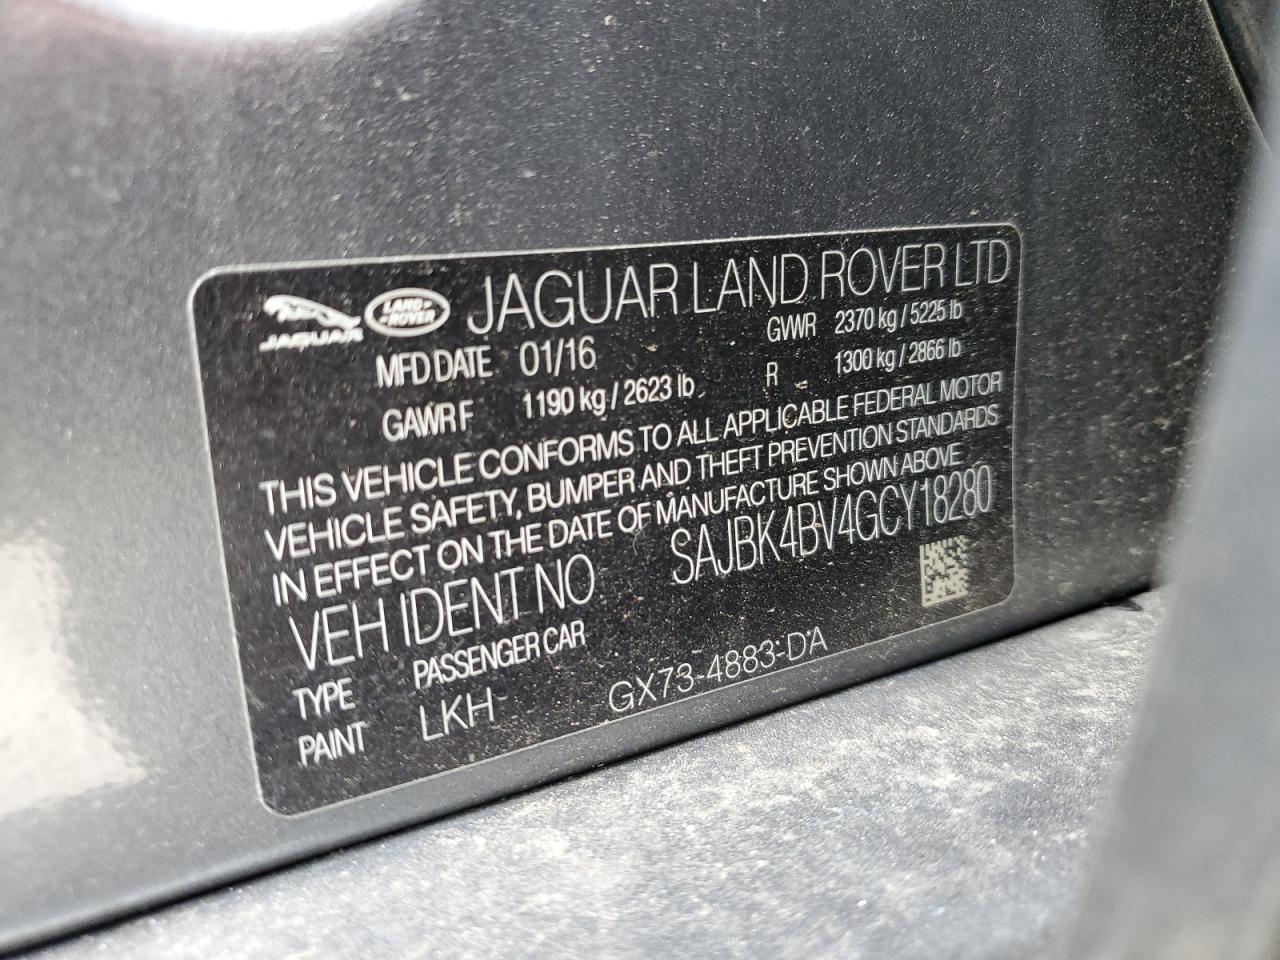 JAGUAR LAND ROVER JAGUAR LAND ROVER LTD
MFD DATE 01/16 GVWR 2370 kg / 5225 lb
GAWR F 1190 kg / 2623 lb R 1300 kg / 2866 lb
THIS VEHICLE CONFORMS TO ALL APPLICABLE FEDERAL MOTOR
VEHICLE SAFETY, BUMPER AND THEFT PREVENTION STANDARDS
IN EFFECT ON THE DATE OF MANUFACTURE SHOWN ABOVE
VEH IDENT NO SAJBK4BV4GCY18280
TYPE PASSENGER CAR
PAINT LKH GX73-4883-DA